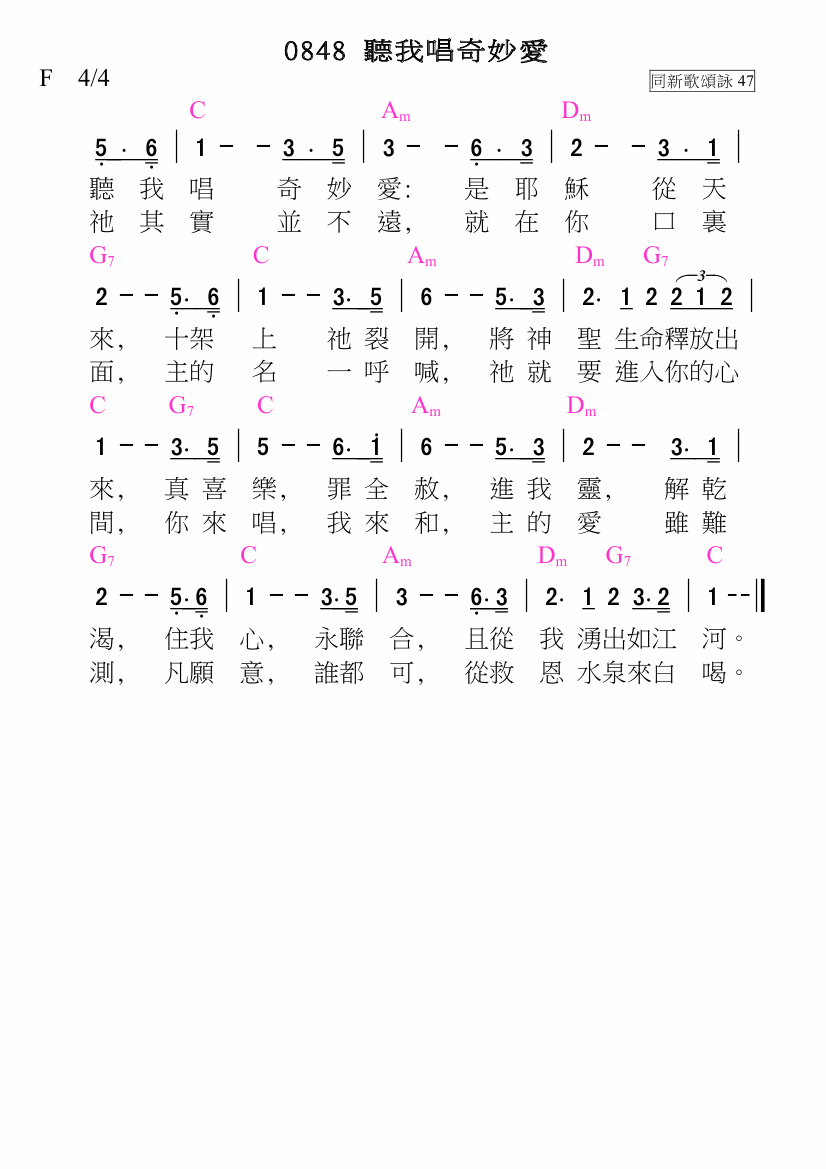 0848 聽我唱奇妙愛
F 4/4 同新歌頌詠 47
C Am Dm
5 · 6 | 1 - - 3 · 5 | 3 - - 6 · 3 | 2 - - 3 · 1 |
聽 我 唱 奇 妙 愛: 是 耶 穌 從 天
祂 其 實 並 不 遠, 就 在 你 口 裏
G7 C Am Dm G7
2 - - 5· 6 | 1 - - 3· 5 | 6 - - 5· 3 | 2· 1 2 2 1 2 |
3
來, 十架 上 祂 裂 開, 將 神 聖 生命釋放出
面, 主的 名 一 呼 喊, 祂 就 要 進入你的心
C G7 C Am Dm
1 - - 3· 5 | 5 - - 6· 1 | 6 - - 5· 3 | 2 - - 3· 1 |
來, 真 喜 樂, 罪 全 赦, 進 我 靈, 解 乾
間, 你 來 唱, 我 來 和, 主 的 愛 雖 難
G7 C Am Dm G7 C
2 - - 5· 6 | 1 - - 3· 5 | 3 - - 6· 3 | 2· 1 2 3· 2 | 1 - - ||
渴, 住我 心, 永聯 合, 且從 我 湧出如江 河。
測, 凡願 意, 誰都 可, 從救 恩 水泉來白 喝。